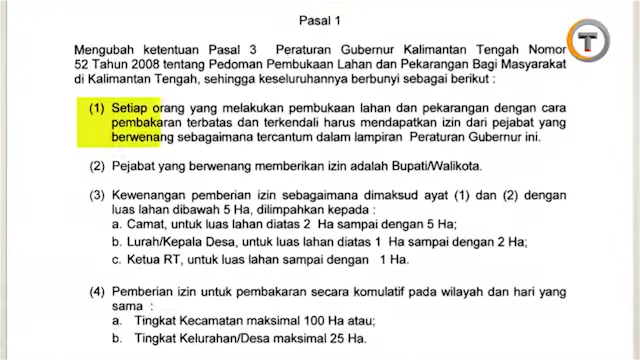 Pasal 1
T
Mengubah ketentuan Pasal 3 Peraturan Gubernur Kalimantan Tengah Nomor
52 Tahun 2008 tentang Pedoman Pembukaan Lahan dan Pekarangan Bagi Masyarakat
di Kalimantan Tengah, sehingga keseluruhannya berbunyi sebagai berikut :
(1) Setiap orang yang melakukan pembukaan lahan dan pekarangan dengan cara
pembakaran terbatas dan terkendali harus mendapatkan izin dari pejabat yang
berwenang sebagaimana tercantum dalam lampiran Peraturan Gubernur ini.
(2) Pejabat yang berwenang memberikan izin adalah Bupati/Walikota.
(3) Kewenangan pemberian izin sebagaimana dimaksud ayat (1) dan (2) dengan
luas lahan dibawah 5 Ha, dilimpahkan kepada :
a. Camat, untuk luas lahan diatas 2 Ha sampai dengan 5 Ha;
b. Lurah/Kepala Desa, untuk luas lahan diatas 1 Ha sampai dengan 2 Ha;
c. Ketua RT, untuk luas lahan sampai dengan 1 Ha.
(4) Pemberian izin untuk pembakaran secara komulatif pada wilayah dan hari yang
sama :
a. Tingkat Kecamatan maksimal 100 Ha atau;
b. Tingkat Kelurahan/Desa maksimal 25 Ha.